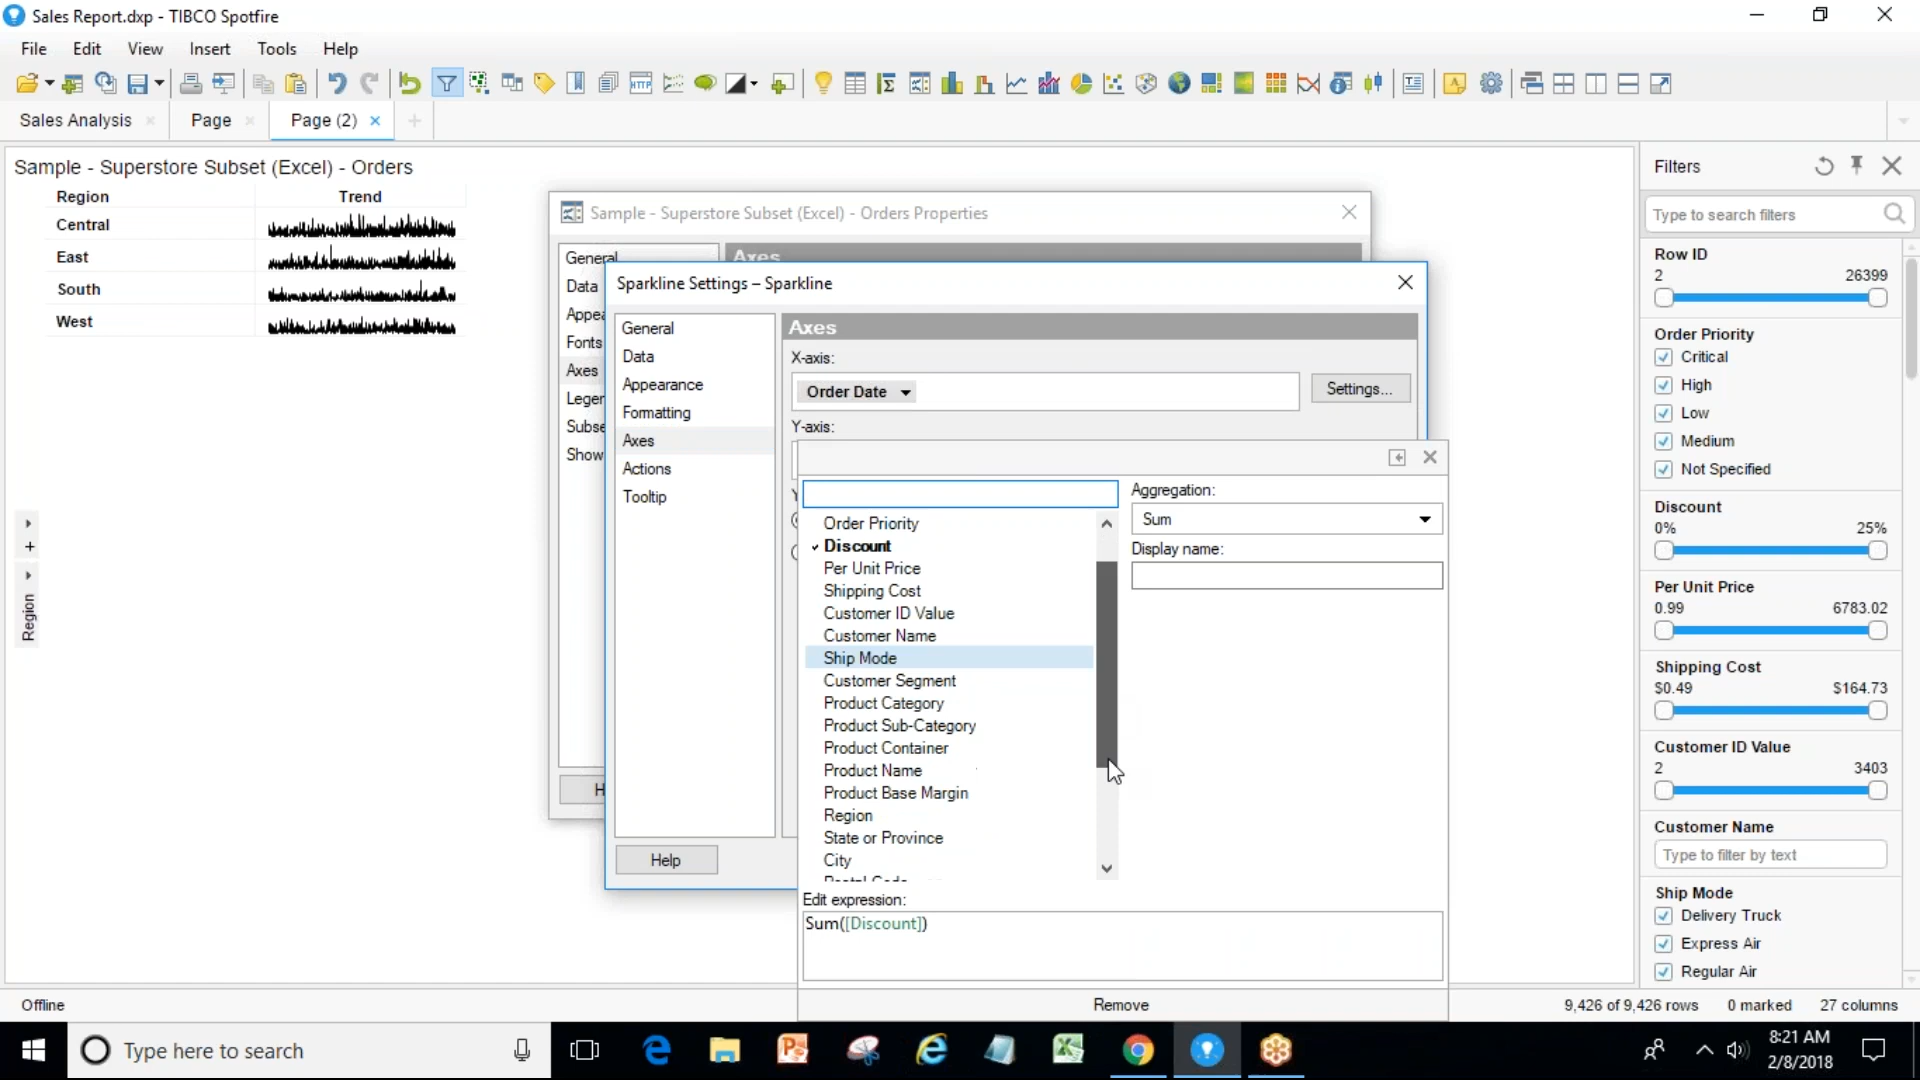 Sales Report.dxp - TIBCO Spotfire
File Edit View Insert Tools Help
HTTP
Sales Analysis Page Page (2)
Sample - Superstore Subset (Excel) - Orders
Region Trend
Central
East
South
West
Region
Sample - Superstore Subset (Excel) - Orders Properties
General
Axes
Data
Fonts
Axes
Sparkline Settings – Sparkline
General
Data
Appearance
Formatting
Axes
Actions
Tooltip
Help
Axes
X-axis:
Order Date
Settings...
Y-axis:
Order Priority
Discount
Per Unit Price
Shipping Cost
Customer ID Value
Customer Name
Ship Mode
Customer Segment
Product Category
Product Sub-Category
Product Container
Product Name
Product Base Margin
Region
State or Province
City
Aggregation:
Sum
Display name:
Edit expression:
Sum([Discount])
Remove
Filters
Type to search filters
Row ID
2 26399
Order Priority
Critical
High
Low
Medium
Not Specified
Discount
0% 25%
Per Unit Price
0.99 6783.02
Shipping Cost
$0.49 $164.73
Customer ID Value
2 3403
Customer Name
Type to filter by text
Ship Mode
Delivery Truck
Express Air
Regular Air
Offline
9,426 of 9,426 rows 0 marked 27 columns
Type here to search
8:21 AM
2/8/2018